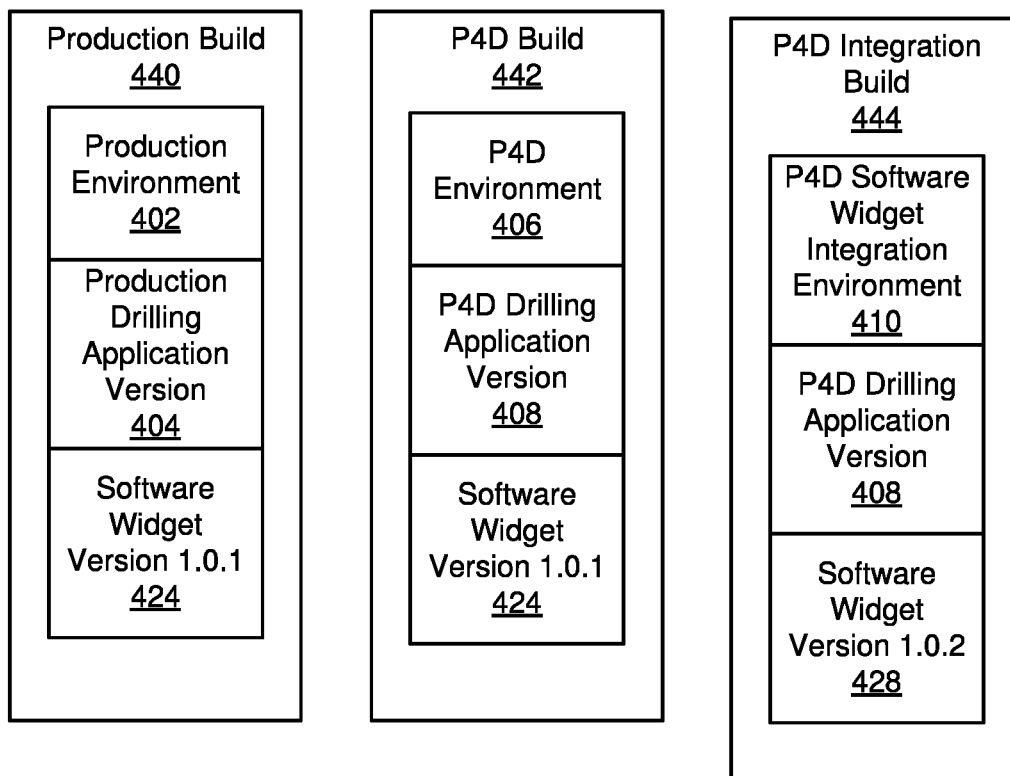 Production Build
440
Production
Environment
402
Production
Drilling
Application
Version
404
Software
Widget
Version 1.0.1
424
P4D Build
442
P4D
Environment
406
P4D Drilling
Application
Version
408
Software
Widget
Version 1.0.1
424
P4D Integration
Build
444
P4D Software
Widget
Integration
Environment
410
P4D Drilling
Application
Version
408
Software
Widget
Version 1.0.2
428